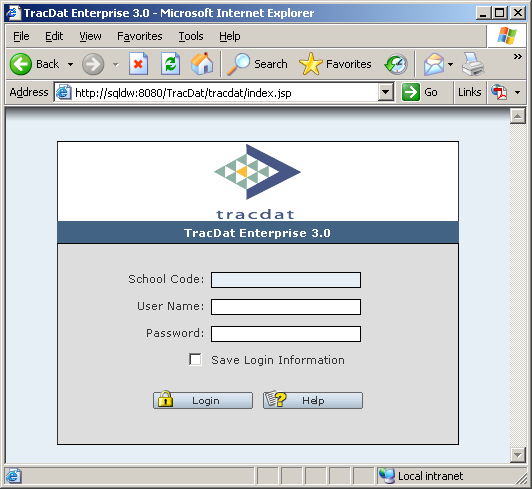 TracDat Enterprise 3.0 - Microsoft Internet Explorer
File Edit View Favorites Tools Help
Back Search Favorites
Address http://sqldw:8080/TracDat/tracdat/index.jsp Go Links
tracdat
TracDat Enterprise 3.0
School Code:
User Name:
Password:
Save Login Information
Login Help
Local intranet